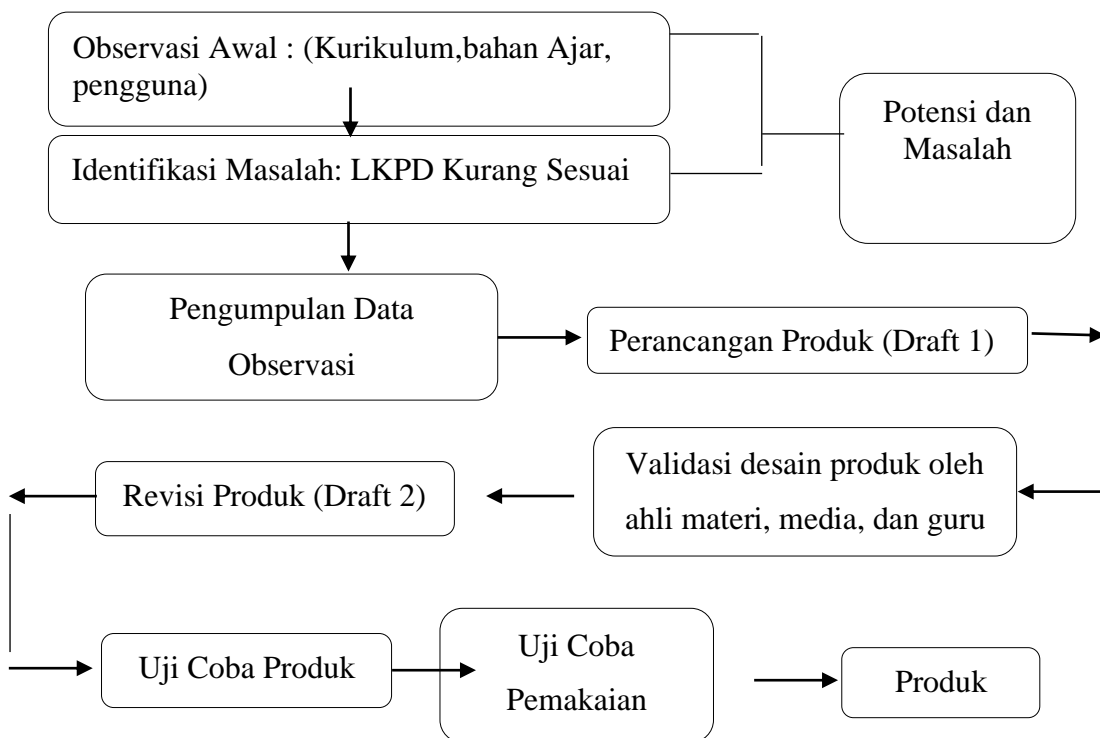 Observasi Awal : (Kurikulum,bahan Ajar,
pengguna)
Potensi dan
Masalah
Identifikasi Masalah: LKPD Kurang Sesuai
Pengumpulan Data
Observasi
Perancangan Produk (Draft 1)
Validasi desain produk oleh
ahli materi, media, dan guru
Revisi Produk (Draft 2)
Uji Coba Produk
Uji Coba
Pemakaian
Produk